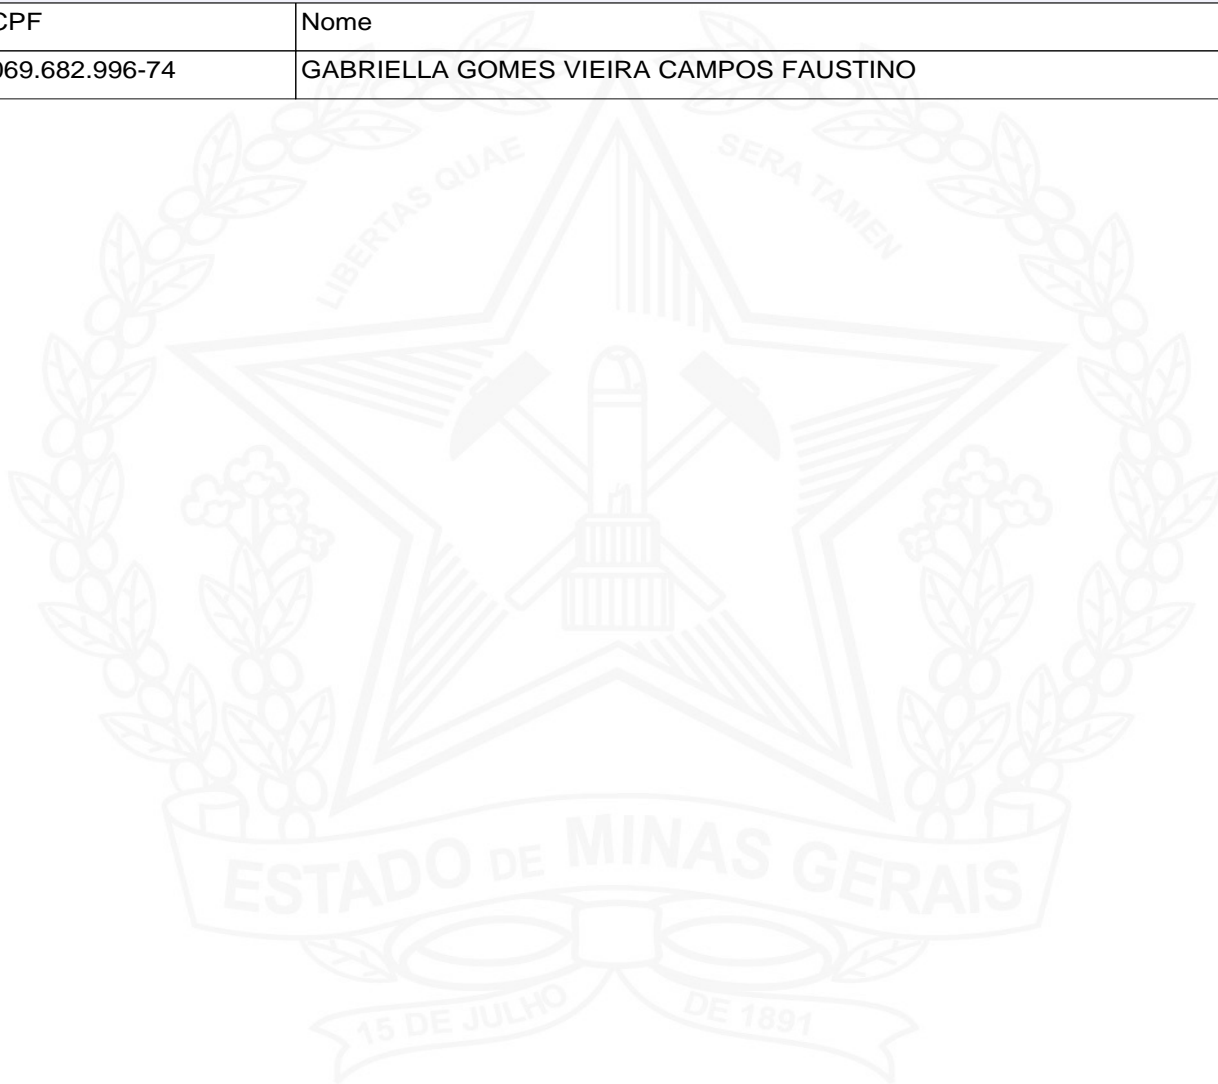 CPF Nome
069.682.996-74 GABRIELLA GOMES VIEIRA CAMPOS FAUSTINO
LIBERTAS QUAE SERA TAMEN
ESTADO DE MINAS GERAIS
15 DE JULHO DE 1891